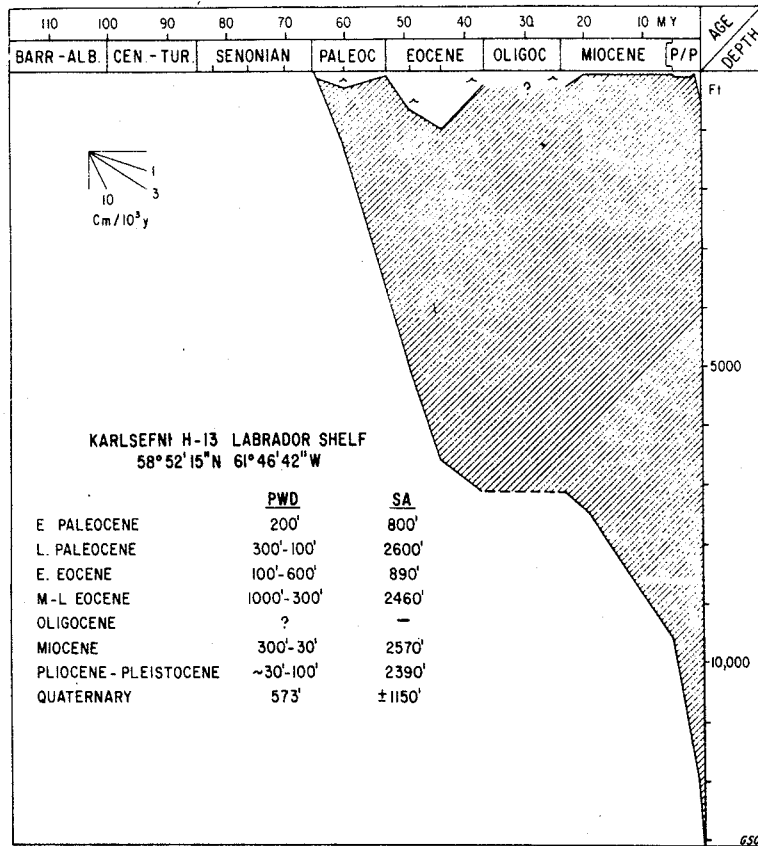 110 100 90 80 70 60 50 40 30 20 10 M Y
AGE
DEPTH
BARR-ALB. CEN.-TUR. SENONIAN PALEOC EOCENE OLIGOC MIOCENE P/P
Ft
?
1
3
10
Cm/10³y
5000
KARLSEFNI H-13 LABRADOR SHELF
58°52'15"N 61°46'42"W
PWD SA
E PALEOCENE 200' 800'
L. PALEOCENE 300'-100' 2600'
E. EOCENE 100'-600' 890'
M-L EOCENE 1000'-300' 2460'
OLIGOCENE ? –
MIOCENE 300'-30' 2570'
PLIOCENE-PLEISTOCENE ~30'-100' 2390'
QUATERNARY 573' ±1150'
10,000
GSC